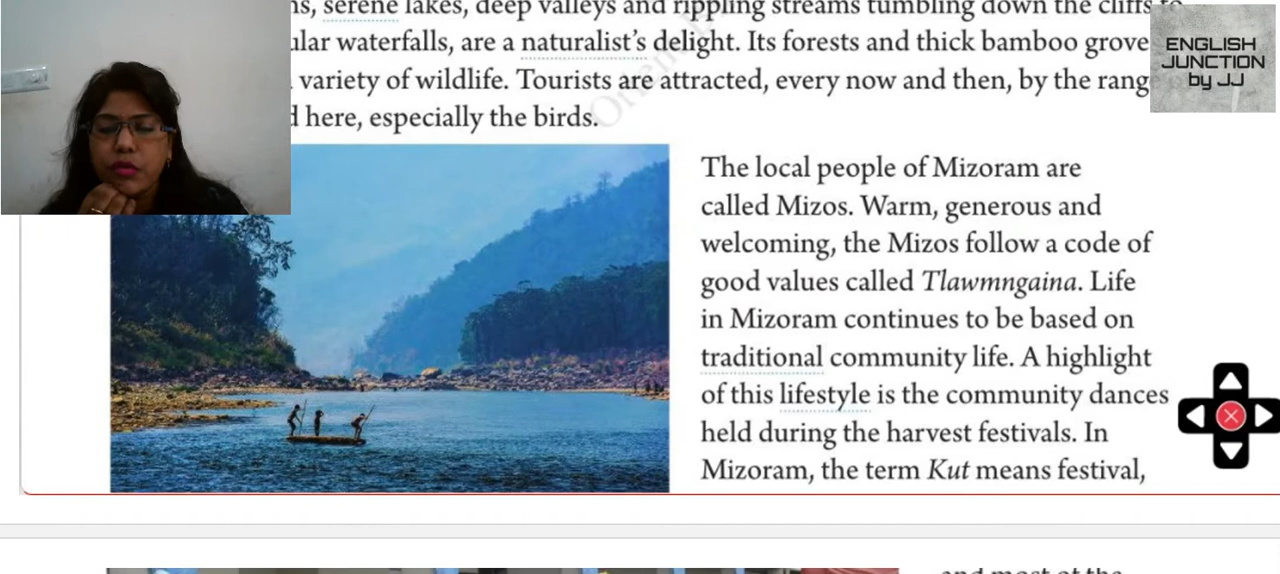 serene lakes, deep valleys and rippling streams tumbling down the cliffs to
ular waterfalls, are a naturalist's delight. Its forests and thick bamboo grove
variety of wildlife. Tourists are attracted, every now and then, by the rang
d here, especially the birds.
ENGLISH
JUNCTION
by JJ
The local people of Mizoram are
called Mizos. Warm, generous and
welcoming, the Mizos follow a code of
good values called Tlawmngaina. Life
in Mizoram continues to be based on
traditional community life. A highlight
of this lifestyle is the community dances
held during the harvest festivals. In
Mizoram, the term Kut means festival,
and most of the